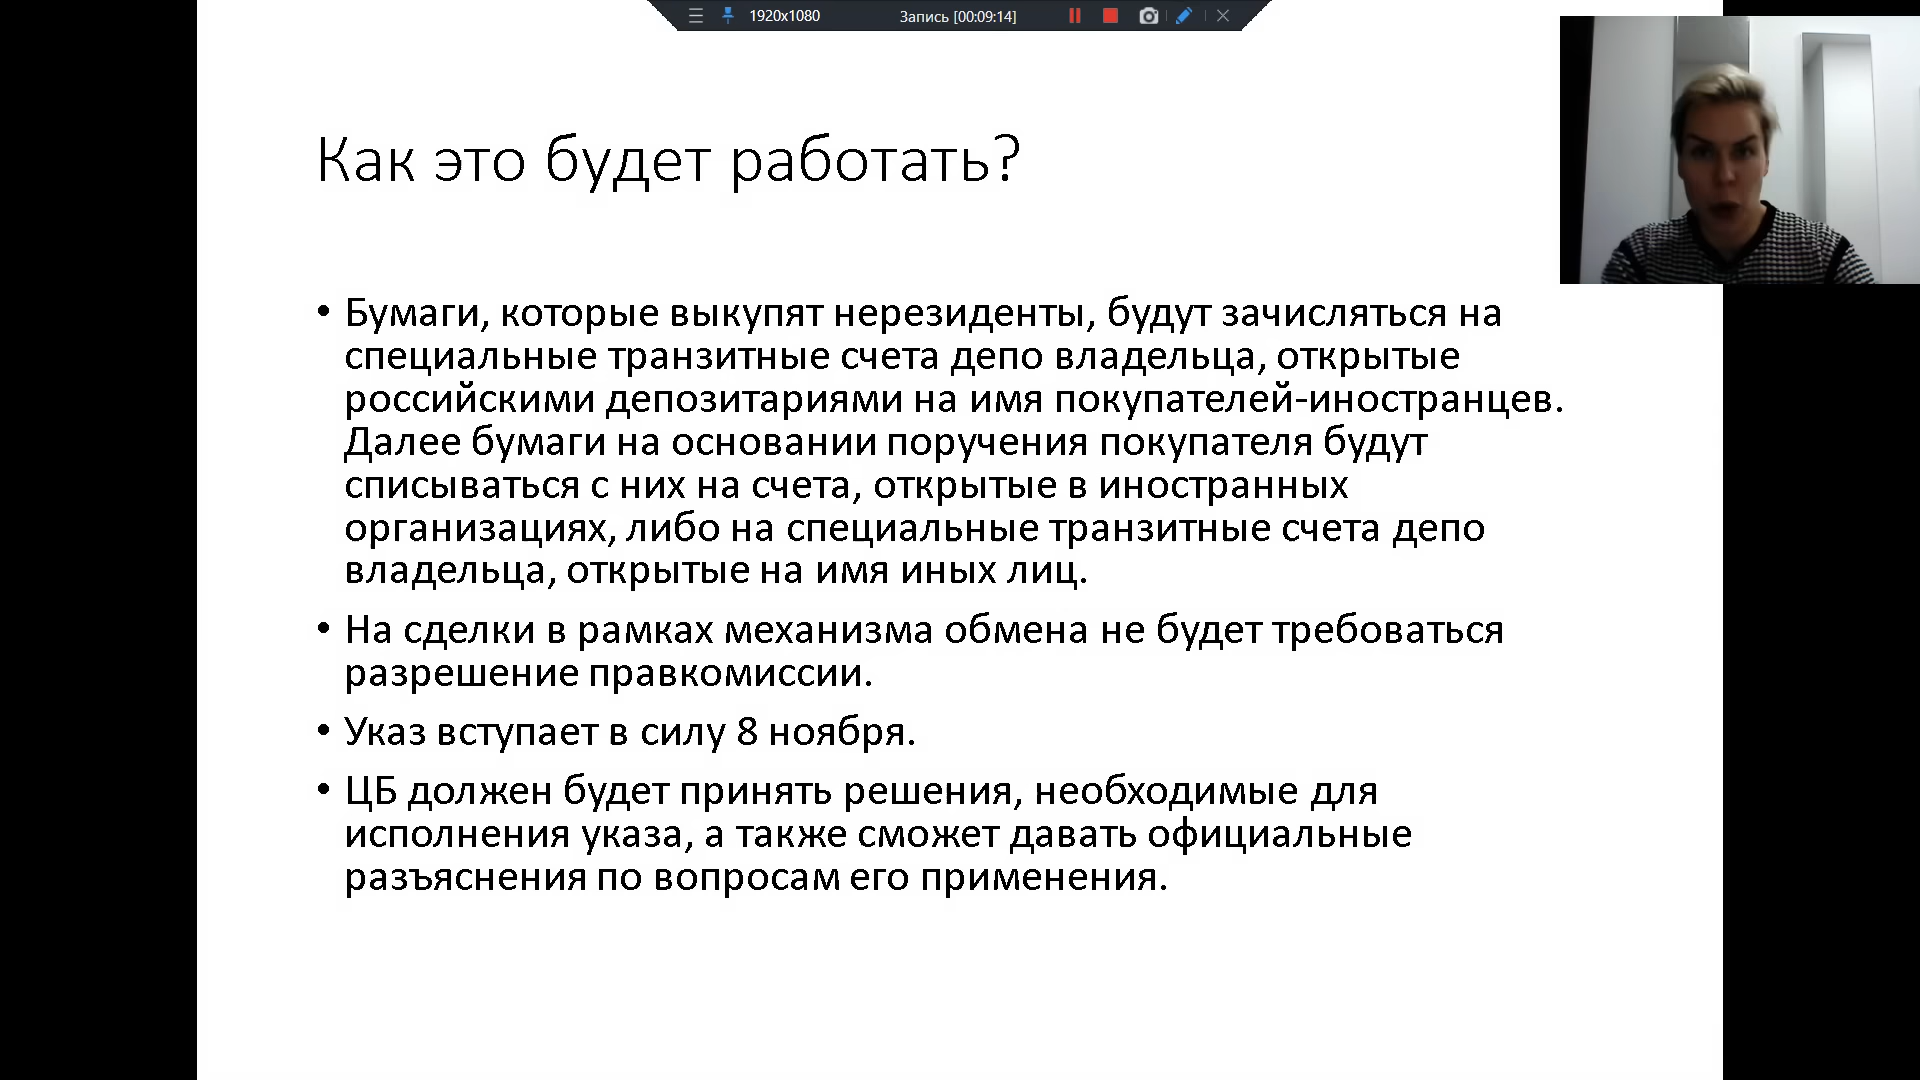 1920x1080 Запись [00:09:14]
Как это будет работать?
• Бумаги, которые выкупят нерезиденты, будут зачисляться на
специальные транзитные счета депо владельца, открытые
российскими депозитариями на имя покупателей-иностранцев.
Далее бумаги на основании поручения покупателя будут
списываться с них на счета, открытые в иностранных
организациях, либо на специальные транзитные счета депо
владельца, открытые на имя иных лиц.
• На сделки в рамках механизма обмена не будет требоваться
разрешение правкомиссии.
• Указ вступает в силу 8 ноября.
• ЦБ должен будет принять решения, необходимые для
исполнения указа, а также сможет давать официальные
разъяснения по вопросам его применения.